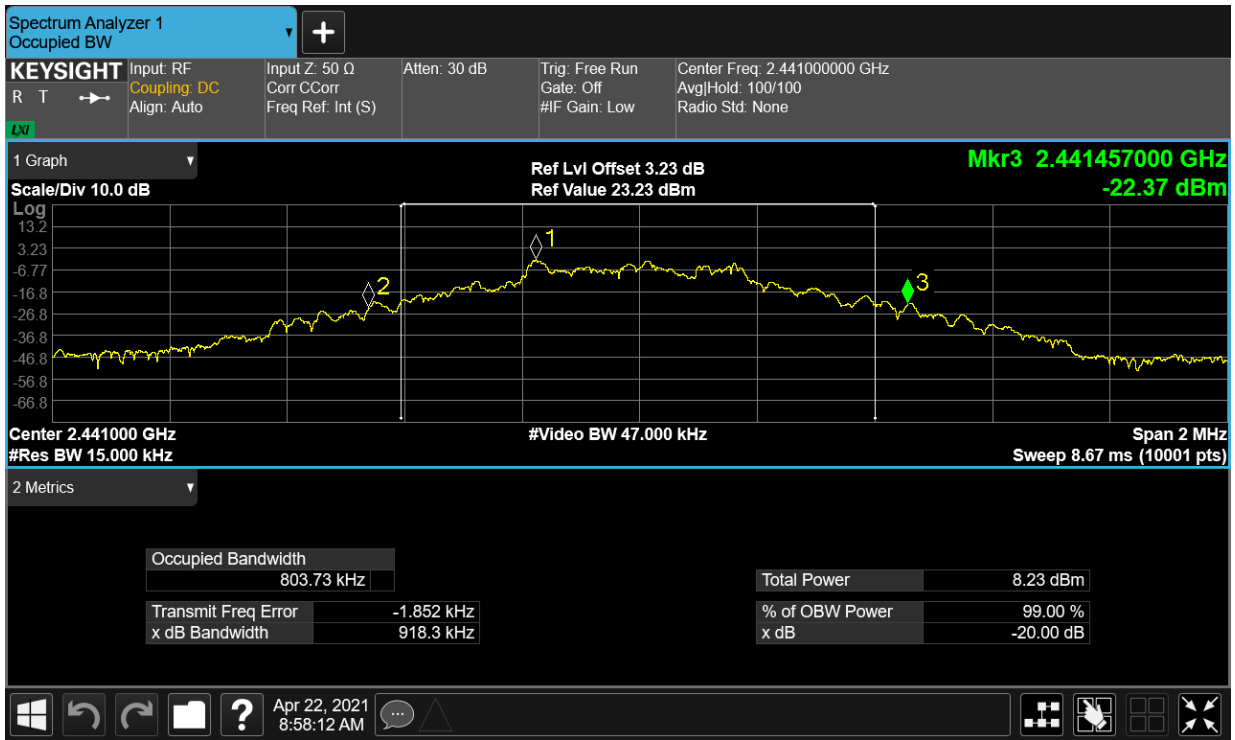 Spectrum Analyzer 1
Occupied BW
KEYSIGHT
R T
LXI
Input: RF
Coupling: DC
Align: Auto
Input Z: 50 Ω
Corr CCorr
Freq Ref: Int (S)
Atten: 30 dB
Trig: Free Run
Gate: Off
#IF Gain: Low
Center Freq: 2.441000000 GHz
Avg|Hold: 100/100
Radio Std: None
1 Graph
Ref Lvl Offset 3.23 dB
Mkr3 2.441457000 GHz
Scale/Div 10.0 dB
Ref Value 23.23 dBm
-22.37 dBm
Log
13.2
3.23
-6.77
-16.8
-26.8
-36.8
-46.8
-56.8
-66.8
1
2
3
Center 2.441000 GHz
#Video BW 47.000 kHz
Span 2 MHz
#Res BW 15.000 kHz
Sweep 8.67 ms (10001 pts)
2 Metrics
Occupied Bandwidth
803.73 kHz
Total Power 8.23 dBm
Transmit Freq Error -1.852 kHz
% of OBW Power 99.00 %
x dB Bandwidth 918.3 kHz
x dB -20.00 dB
?
Apr 22, 2021
8:58:12 AM